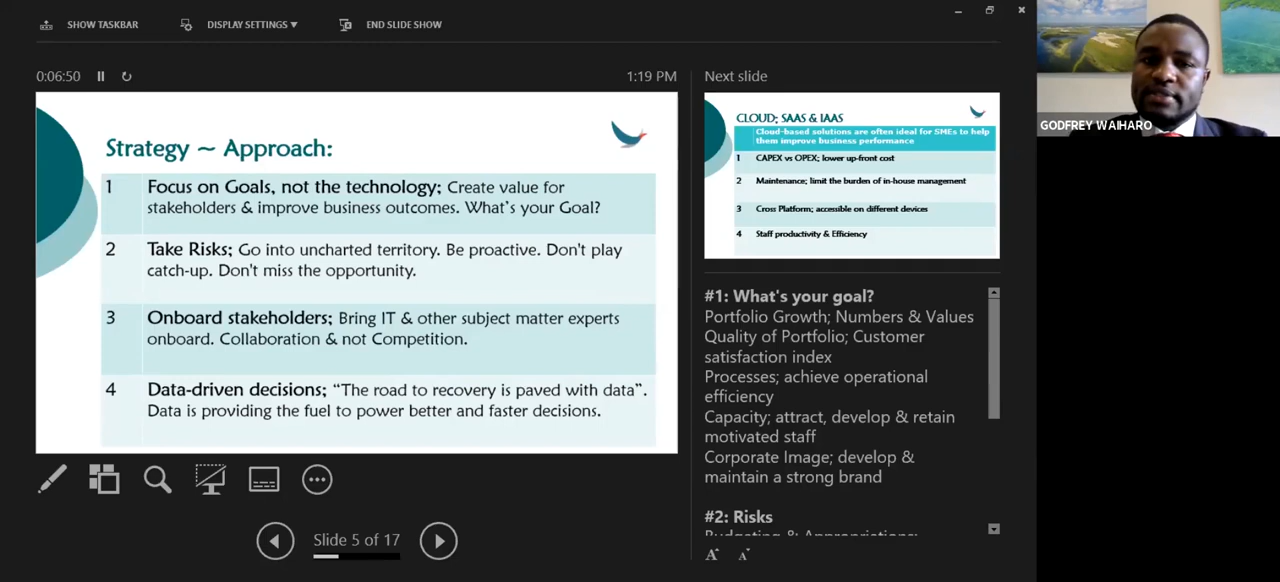 SHOW TASKBAR
DISPLAY SETTINGS ▼
END SLIDE SHOW
0:06:50
1:19 PM
Strategy ~ Approach:
1 Focus on Goals, not the technology; Create value for
stakeholders & improve business outcomes. What's your Goal?
2 Take Risks; Go into uncharted territory. Be proactive. Don't play
catch-up. Don't miss the opportunity.
3 Onboard stakeholders; Bring IT & other subject matter experts
onboard. Collaboration & not Competition.
4 Data-driven decisions; "The road to recovery is paved with data".
Data is providing the fuel to power better and faster decisions.
Slide 5 of 17
Next slide
CLOUD; SAAS & IAAS
Cloud-based solutions are often ideal for SMEs to help
them improve business performance
1 CAPEX vs OPEX; lower up-front cost
2 Maintenance; limit the burden of in-house management
3 Cross Platform; accessible on different devices
4 Staff productivity & Efficiency
#1: What's your goal?
Portfolio Growth; Numbers & Values
Quality of Portfolio; Customer
satisfaction index
Processes; achieve operational
efficiency
Capacity; attract, develop & retain
motivated staff
Corporate Image; develop &
maintain a strong brand
#2: Risks
Budgeting & Appropriations;
A A
GODFREY WAIHARO